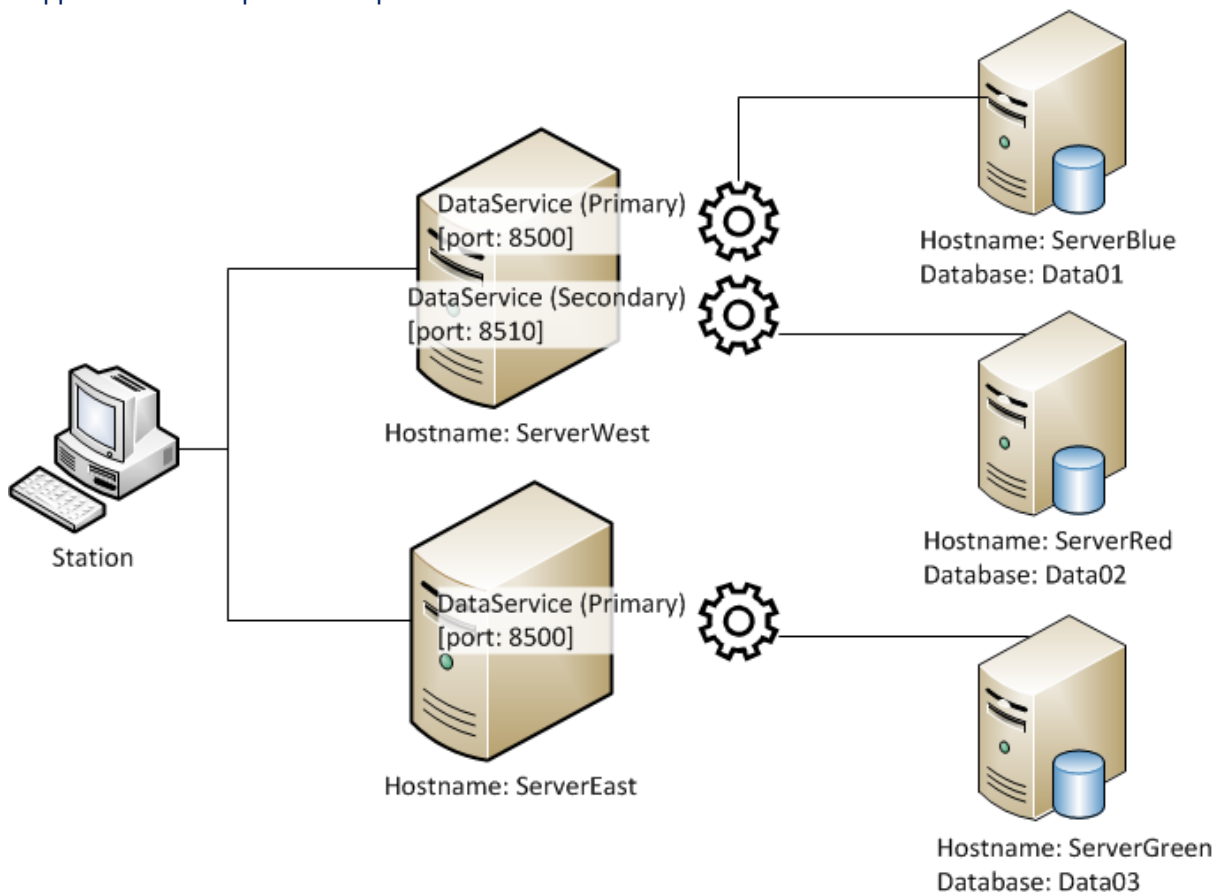 DataService (Primary)
[port: 8500]
DataService (Secondary)
[port: 8510]
Hostname: ServerWest
Hostname: ServerBlue
Database: Data01
Hostname: ServerRed
Database: Data02
Station
DataService (Primary)
[port: 8500]
Hostname: ServerEast
Hostname: ServerGreen
Database: Data03